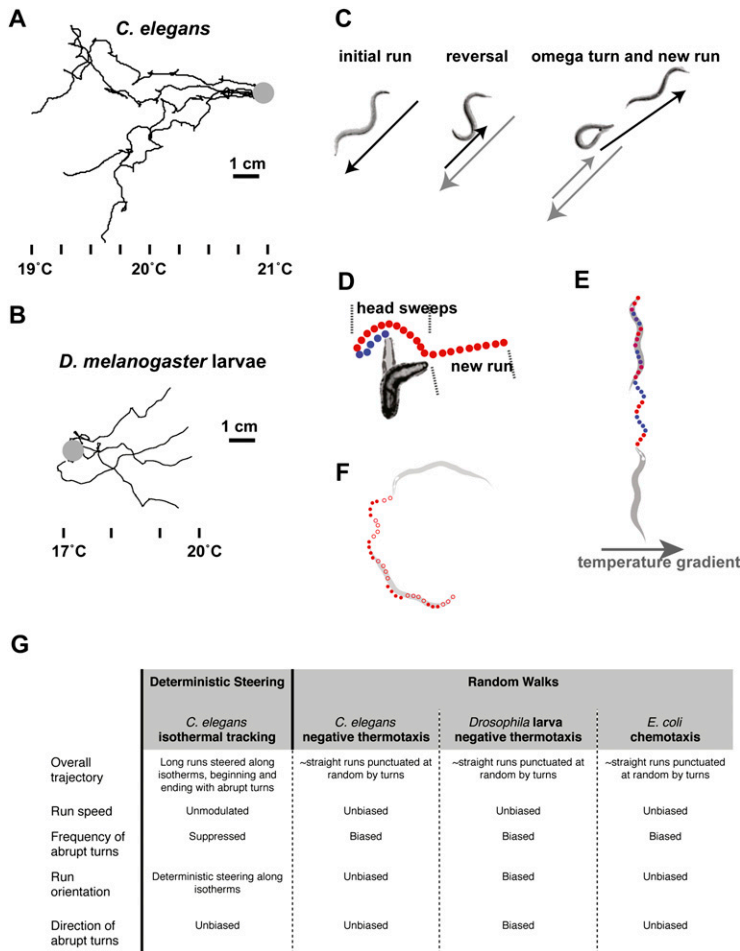 A
C. elegans
1 cm
19°C 20°C 21°C
B
D. melanogaster larvae
1 cm
17°C 20°C
C
initial run reversal omega turn and new run
D
head sweeps
new run
E
temperature gradient
F
G
Deterministic Steering Random Walks
C. elegans C. elegans Drosophila larva E. coli
isothermal tracking negative thermotaxis negative thermotaxis chemotaxis
Overall Long runs steered along ~straight runs punctuated at ~straight runs punctuated at ~straight runs punctuated
trajectory isotherms, beginning and random by turns random by turns at random by turns
ending with abrupt turns
Run speed Unmodulated Unbiased Unbiased Unbiased
Frequency of Suppressed Biased Biased Biased
abrupt turns
Run Deterministic steering along Unbiased Biased Unbiased
orientation isotherms
Direction of Unbiased Unbiased Biased Unbiased
abrupt turns